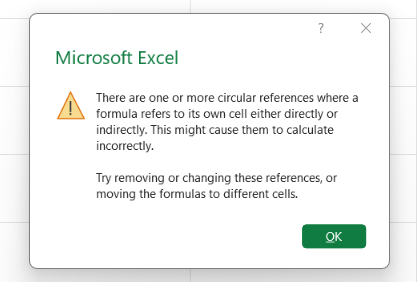 ?
Microsoft Excel
There are one or more circular references where a
formula refers to its own cell either directly or
indirectly. This might cause them to calculate
incorrectly.
Try removing or changing these references, or
moving the formulas to different cells.
OK